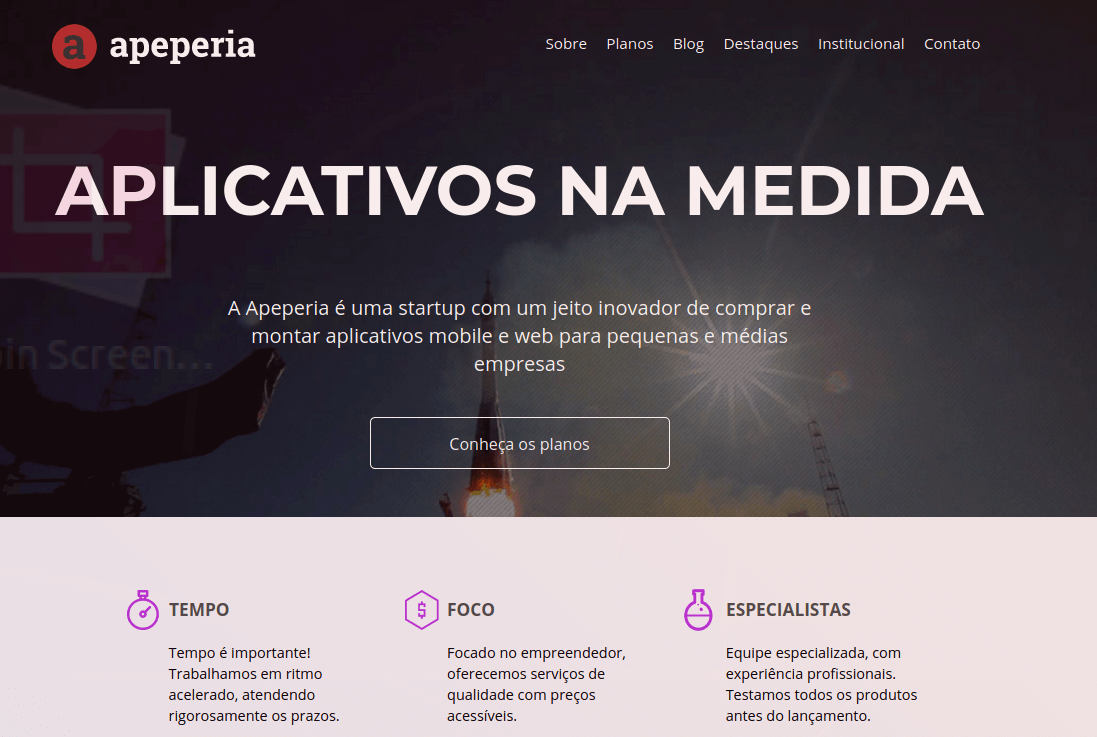 a apeperia
Sobre Planos Blog Destaques Institucional Contato
APLICATIVOS NA MEDIDA
A Apeperia é uma startup com um jeito inovador de comprar e
montar aplicativos mobile e web para pequenas e médias
empresas
in Screen...
Conheça os planos
TEMPO
Tempo é importante!
Trabalhamos em ritmo
acelerado, atendendo
rigorosamente os prazos.
$ FOCO
Focado no empreendedor,
oferecemos serviços de
qualidade com preços
acessíveis.
ESPECIALISTAS
Equipe especializada, com
experiência profissionais.
Testamos todos os produtos
antes do lançamento.